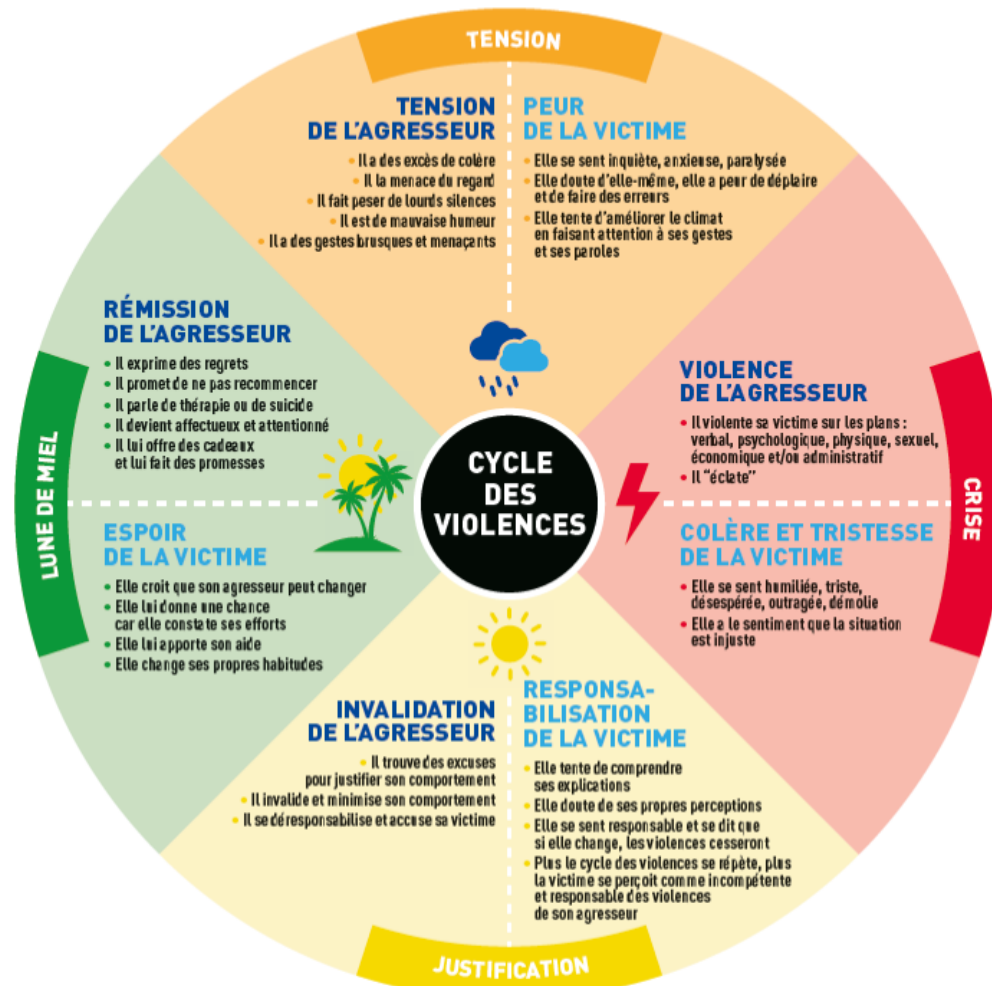 TENSION
TENSION
DE L'AGRESSEUR
• Il a des excès de colère
• Il la menace du regard
• Il fait peser de lourds silences
• Il est de mauvaise humeur
• Il a des gestes brusques et menaçants
PEUR
DE LA VICTIME
• Elle se sent inquiète, anxieuse, paralysée
• Elle doute d'elle-même, elle a peur de déplaire
et de faire des erreurs
• Elle tente d'améliorer le climat
en faisant attention à ses gestes
et ses paroles
CRISE
VIOLENCE
DE L'AGRESSEUR
• Il violente sa victime sur les plans :
verbal, psychologique, physique, sexuel,
économique et/ou administratif
• Il "éclate"
COLÈRE ET TRISTESSE
DE LA VICTIME
• Elle se sent humiliée, triste,
désespérée, outragée, démolie
• Elle a le sentiment que la situation
est injuste
JUSTIFICATION
INVALIDATION
DE L'AGRESSEUR
• Il trouve des excuses
pour justifier son comportement
• Il invalide et minimise son comportement
• Il se déresponsabilise et accuse sa victime
RESPONSA-
BILISATION
DE LA VICTIME
• Elle tente de comprendre
ses explications
• Elle doute de ses propres perceptions
• Elle se sent responsable et se dit que
si elle change, les violences cesseront
• Plus le cycle des violences se répète, plus
la victime se perçoit comme incompétente
et responsable des violences
de son agresseur
LUNE DE MIEL
RÉMISSION
DE L'AGRESSEUR
• Il exprime des regrets
• Il promet de ne pas recommencer
• Il parle de thérapie ou de suicide
• Il devient affectueux et attentionné
• Il lui offre des cadeaux
et lui fait des promesses
ESPOIR
DE LA VICTIME
• Elle croit que son agresseur peut changer
• Elle lui donne une chance
car elle constate ses efforts
• Elle lui apporte son aide
• Elle change ses propres habitudes
CYCLE
DES
VIOLENCES